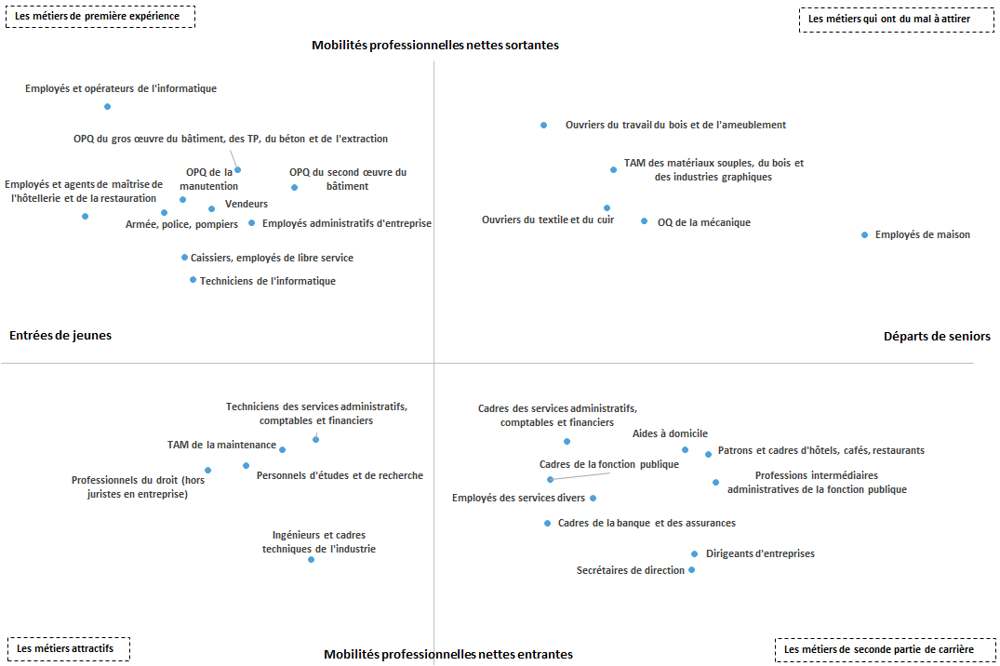 Les métiers de première expérience
Les métiers qui ont du mal à attirer
Mobilités professionnelles nettes sortantes
Employés et opérateurs de l'informatique
Ouvriers du travail du bois et de l'ameublement
OPQ du gros œuvre du bâtiment, des TP, du béton et de l'extraction
TAM des matériaux souples, du bois et
des industries graphiques
OPQ de la
manutention
OPQ du second œuvre du
bâtiment
Employés et agents de maîtrise de
l'hôtellerie et de la restauration
Vendeurs
Armée, police, pompiers
Employés administratifs d'entreprise
Ouvriers du textile et du cuir
OQ de la mécanique
Employés de maison
Caissiers, employés de libre service
Techniciens de l'informatique
Entrées de jeunes
Départs de seniors
Techniciens des services administratifs,
comptables et financiers
Cadres des services administratifs,
comptables et financiers
Aides à domicile
TAM de la maintenance
Patrons et cadres d'hôtels, cafés, restaurants
Cadres de la fonction publique
Professionnels du droit (hors
juristes en entreprise)
Personnels d'études et de recherche
Professions intermédiaires
administratives de la fonction publique
Employés des services divers
Cadres de la banque et des assurances
Ingénieurs et cadres
techniques de l'industrie
Dirigeants d'entreprises
Secrétaires de direction
Les métiers attractifs
Mobilités professionnelles nettes entrantes
Les métiers de seconde partie de carrière